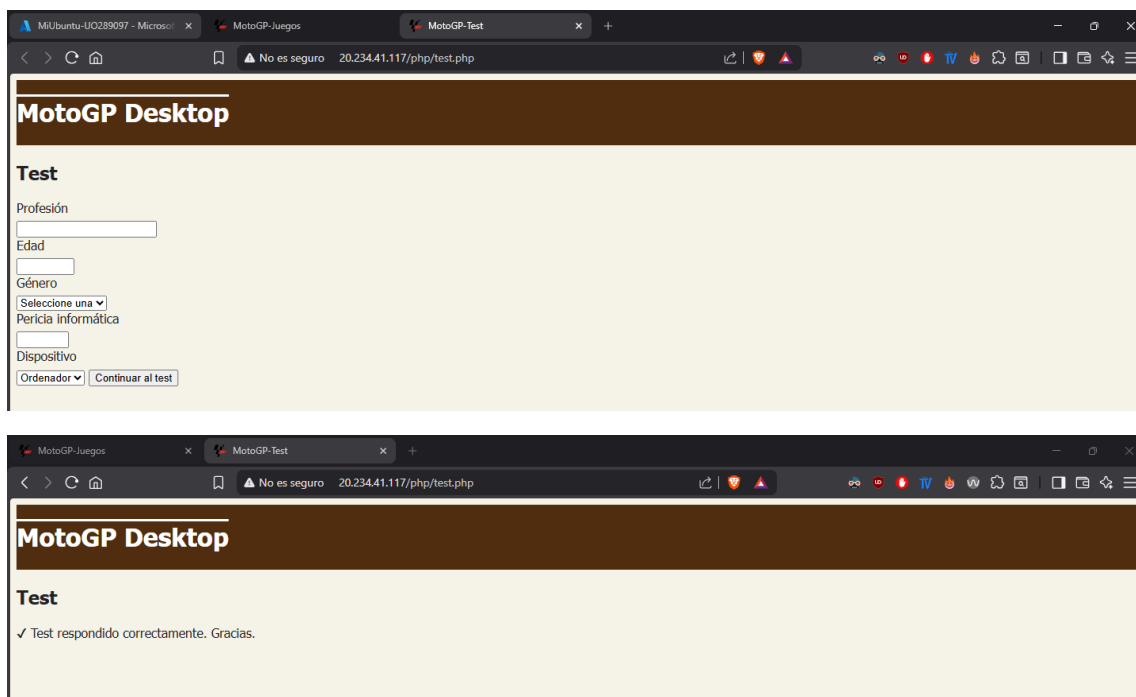 MiUbuntu-UO289097 - Microsof
MotoGP-Juegos
MotoGP-Test
No es seguro 20.234.41.117/php/test.php
MotoGP Desktop
Test
Profesión
Edad
Género
Seleccione una
Pericia informática
Dispositivo
Ordenador Continuar al test
MotoGP-Juegos
MotoGP-Test
No es seguro 20.234.41.117/php/test.php
MotoGP Desktop
Test
✓ Test respondido correctamente. Gracias.